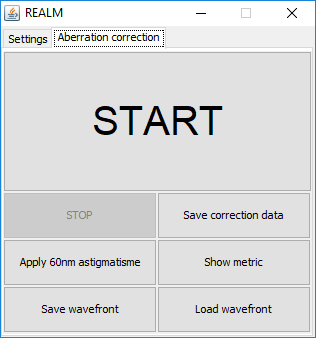 REALM
Settings Aberration correction
START
STOP Save correction data
Apply 60nm astigmatisme Show metric
Save wavefront Load wavefront